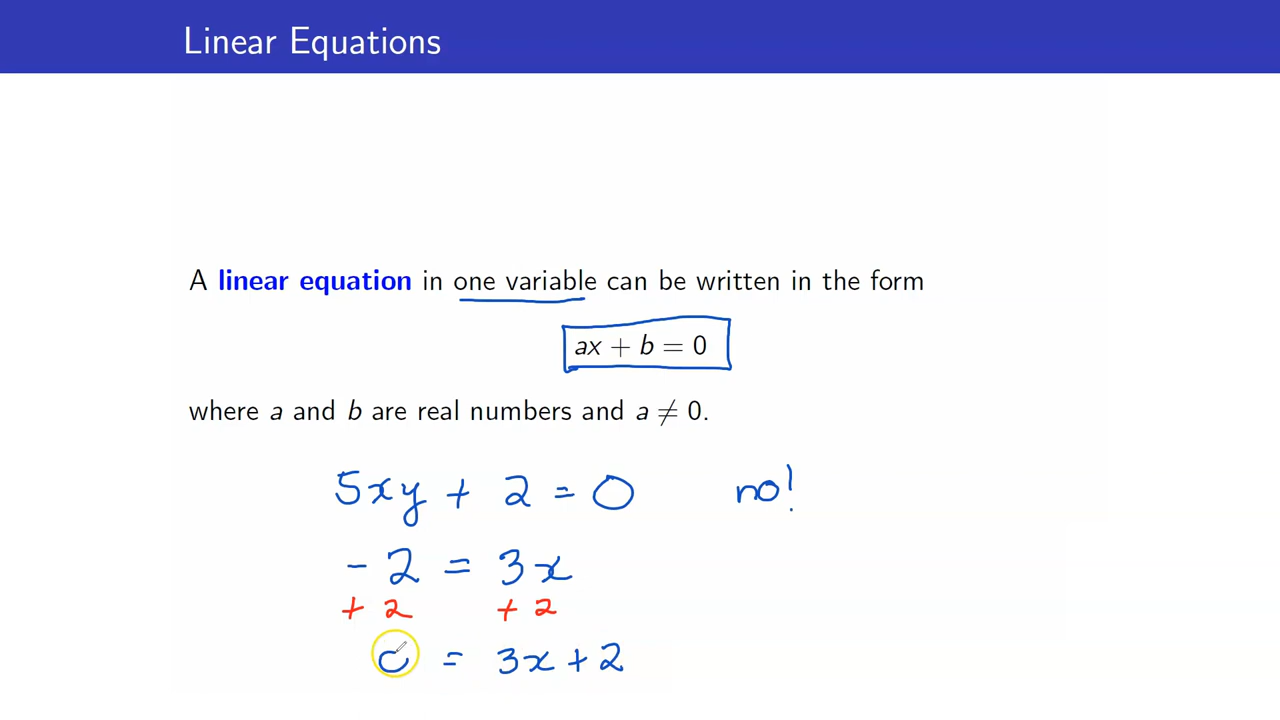 Linear Equations
A linear equation in one variable can be written in the form
ax + b = 0
where a and b are real numbers and a ≠ 0.
5xy + 2 = 0 no!
- 2 = 3x
+ 2 + 2
0 = 3x + 2